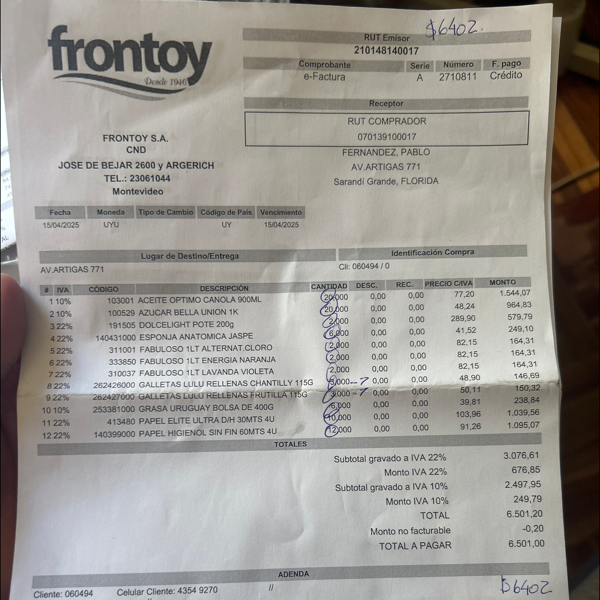 $6402.
frontoy
Desde 1946
RUT Emisor
210148140017
Comprobante Serie Número F. pago
e-Factura A 2710811 Crédito
Receptor
RUT COMPRADOR
070139100017
FERNANDEZ, PABLO
AV.ARTIGAS 771
Sarandí Grande, FLORIDA
FRONTOY S.A.
CND
JOSE DE BEJAR 2600 y ARGERICH
TEL.: 23061044
Montevideo
Fecha Moneda Tipo de Cambio Código de País Vencimiento
15/04/2025 UYU UY 15/04/2025
Lugar de Destino/Entrega Identificación Compra
AV.ARTIGAS 771 Cli: 060494 / 0
# IVA CÓDIGO DESCRIPCIÓN CANTIDAD DESC. REC. PRECIO C/IVA MONTO
1 10% 103001 ACEITE OPTIMO CANOLA 900ML 20,000 0,00 0,00 77,20 1.544,07
2 10% 100529 AZUCAR BELLA UNION 1K 20,000 0,00 0,00 48,24 964,83
3 22% 191505 DOLCELIGHT POTE 200g 2,000 0,00 0,00 289,90 579,79
4 22% 140431000 ESPONJA ANATOMICA JASPE 6,000 0,00 0,00 41,52 249,10
5 22% 311001 FABULOSO 1LT ALTERNAT.CLORO 2,000 0,00 0,00 82,15 164,31
6 22% 333850 FABULOSO 1LT ENERGIA NARANJA 2,000 0,00 0,00 82,15 164,31
7 22% 310037 FABULOSO 1LT LAVANDA VIOLETA 2,000 0,00 0,00 82,15 164,31
8 22% 262426000 GALLETAS LULU RELLENAS CHANTILLY 115G 3,000 -? 0,00 0,00 48,90 146,69
9 22% 262427000 GALLETAS LULU RELLENAS FRUTILLA 115G 3,000 -? 0,00 0,00 50,11 150,32
10 10% 253381000 GRASA URUGUAY BOLSA DE 400G 6,000 0,00 0,00 39,81 238,84
11 22% 413480 PAPEL ELITE ULTRA D/H 30MTS 4U 10,000 0,00 0,00 103,96 1.039,56
12 22% 140399000 PAPEL HIGIENOL SIN FIN 60MTS 4U 12,000 0,00 0,00 91,26 1.095,07
TOTALES
Subtotal gravado a IVA 22% 3.076,61
Monto IVA 22% 676,85
Subtotal gravado a IVA 10% 2.497,95
Monto IVA 10% 249,79
TOTAL 6.501,20
Monto no facturable -0,20
TOTAL A PAGAR 6.501,00
ADENDA
Cliente: 060494 Celular Cliente: 4354 9270 //
$6402